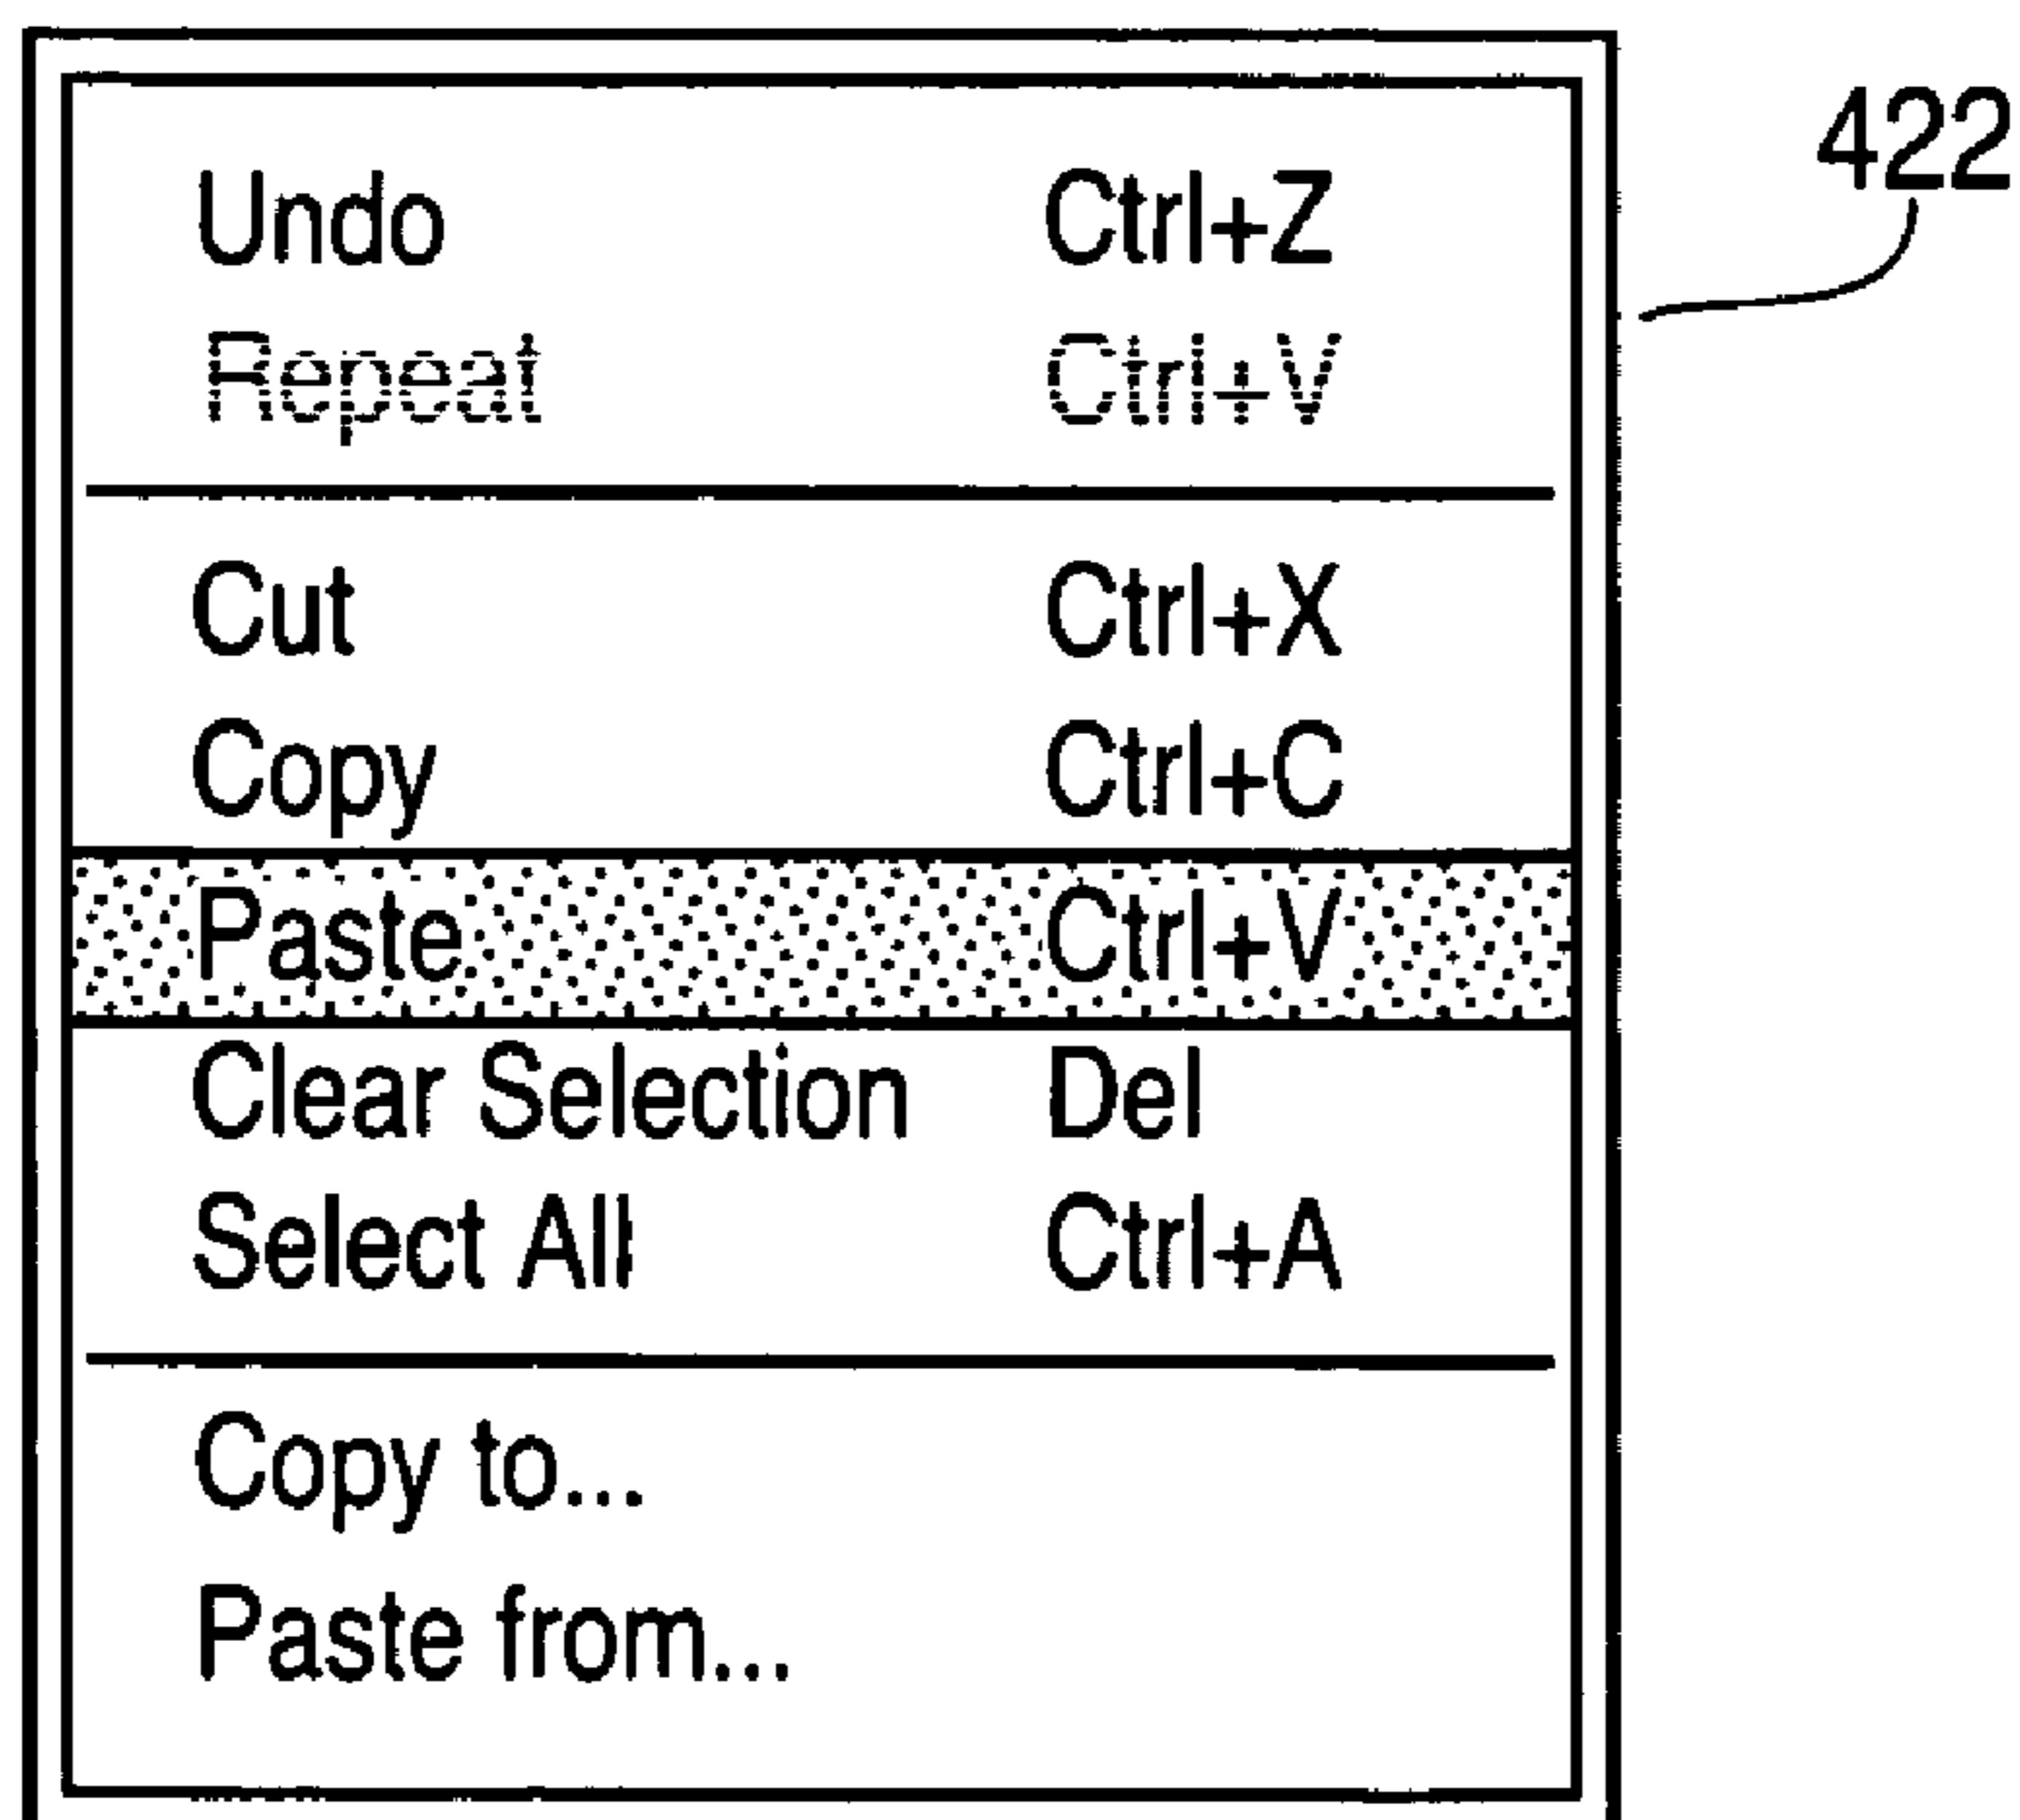 422
Undo Ctrl+Z
Repeat Ctrl+V
Cut Ctrl+X
Copy Ctrl+C
Paste Ctrl+V
Clear Selection Del
Select All Ctrl+A
Copy to...
Paste from...